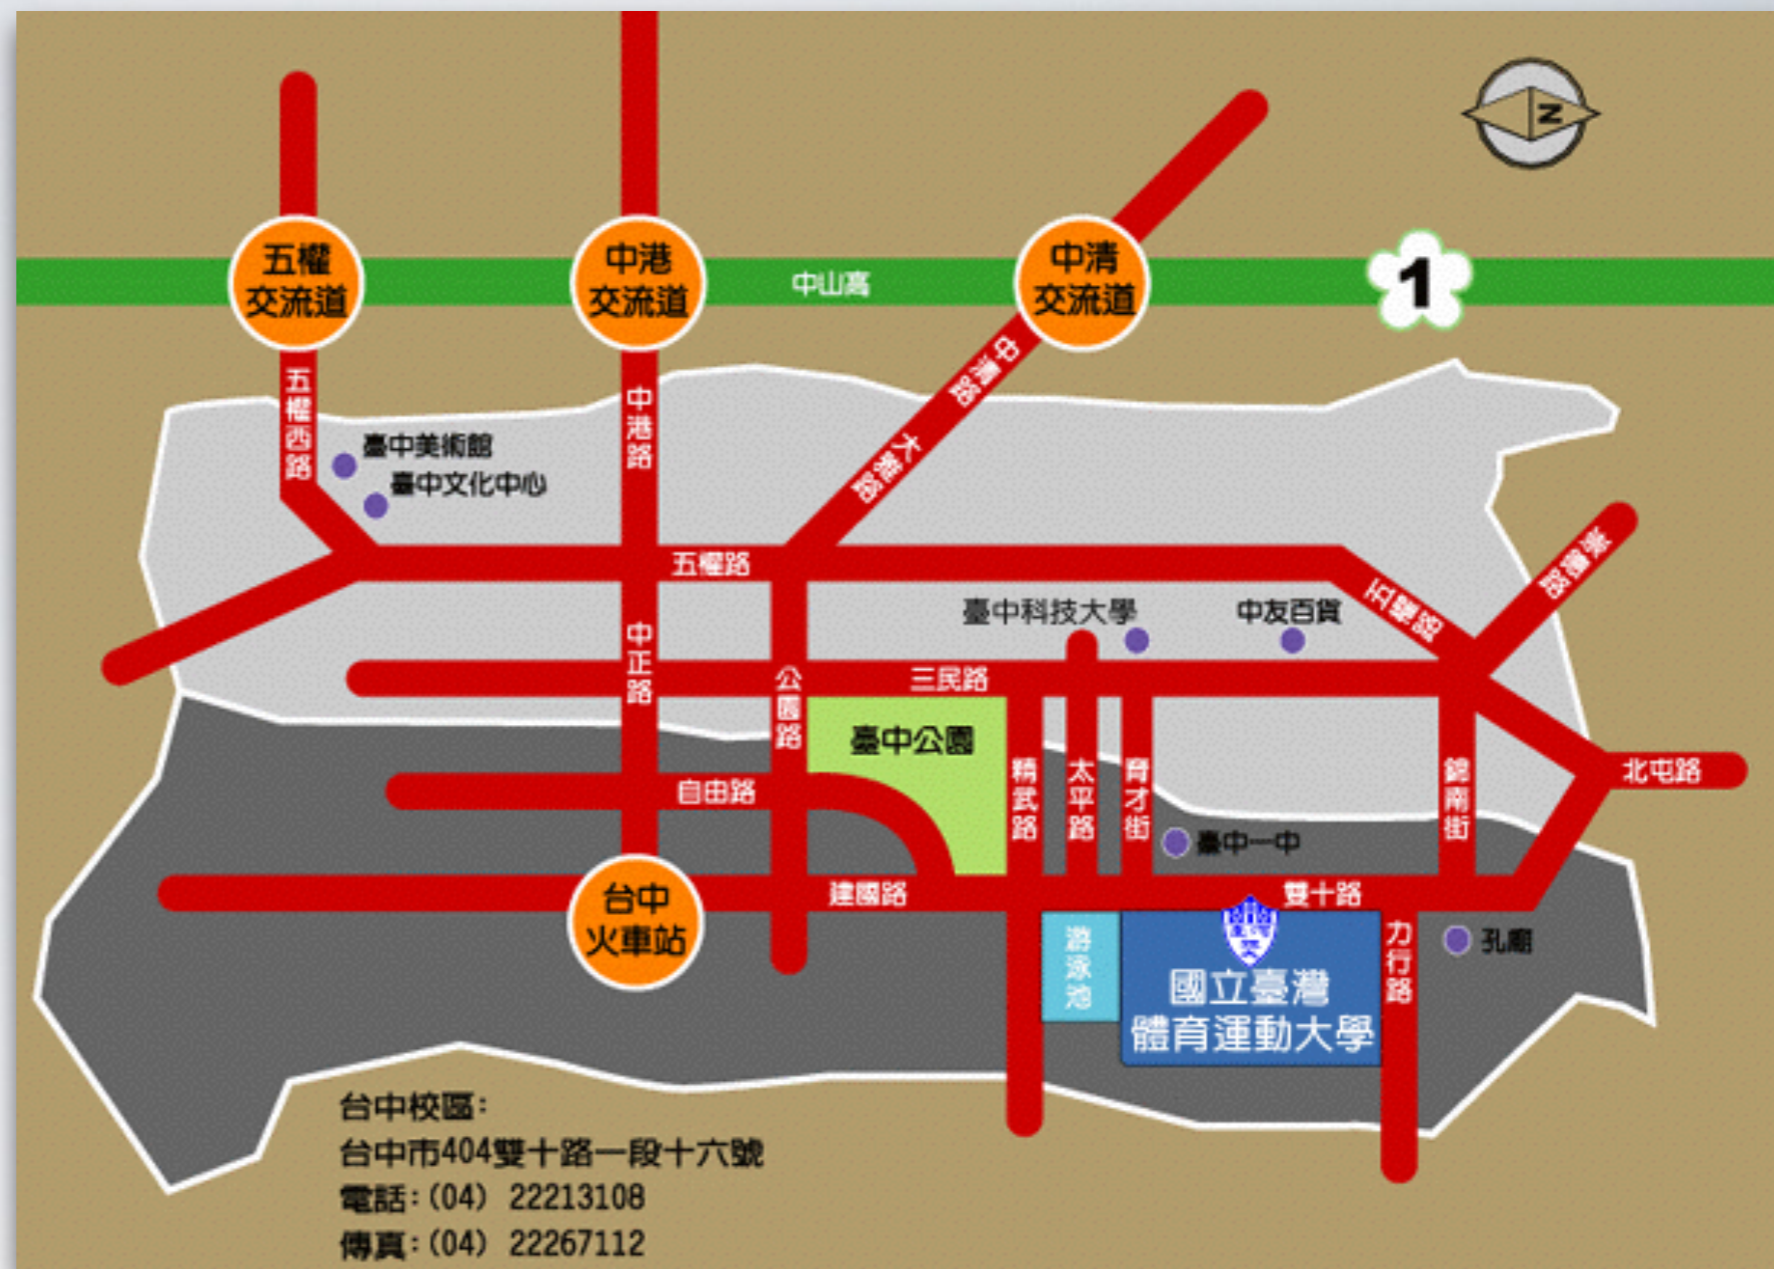 N
五權
交流道
中港
交流道
中山高
中清
交流道
1
五權西路
中港路
中清路
大雅路
臺中美術館
臺中文化中心
五權路
五權路
崇德路
臺中科技大學
中友百貨
中正路
公園路
三民路
臺中公園
自由路
精武路
太平路
育才街
錦南街
北屯路
臺中一中
台中
火車站
建國路
雙十路
游泳池
國立臺灣
體育運動大學
力行路
孔廟
台中校區:
台中市404雙十路一段十六號
電話:(04) 22213108
傳真:(04) 22267112